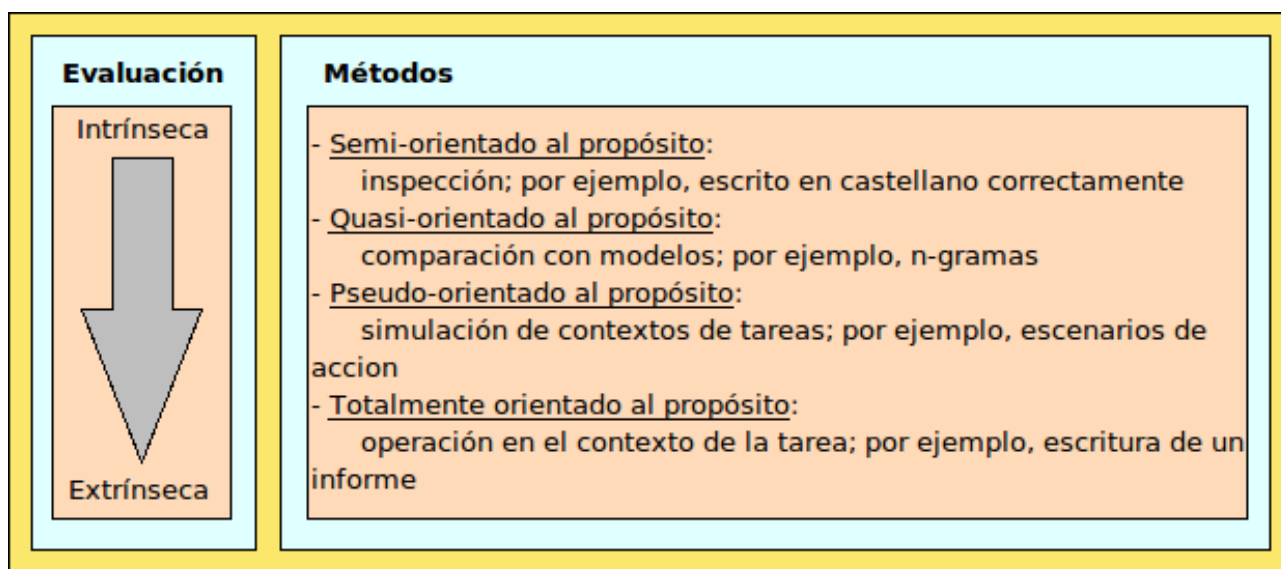 Evaluación
Intrínseca
Extrínseca
Métodos
- Semi-orientado al propósito:
inspección; por ejemplo, escrito en castellano correctamente
- Quasi-orientado al propósito:
comparación con modelos; por ejemplo, n-gramas
- Pseudo-orientado al propósito:
simulación de contextos de tareas; por ejemplo, escenarios de
accion
- Totalmente orientado al propósito:
operación en el contexto de la tarea; por ejemplo, escritura de un
informe